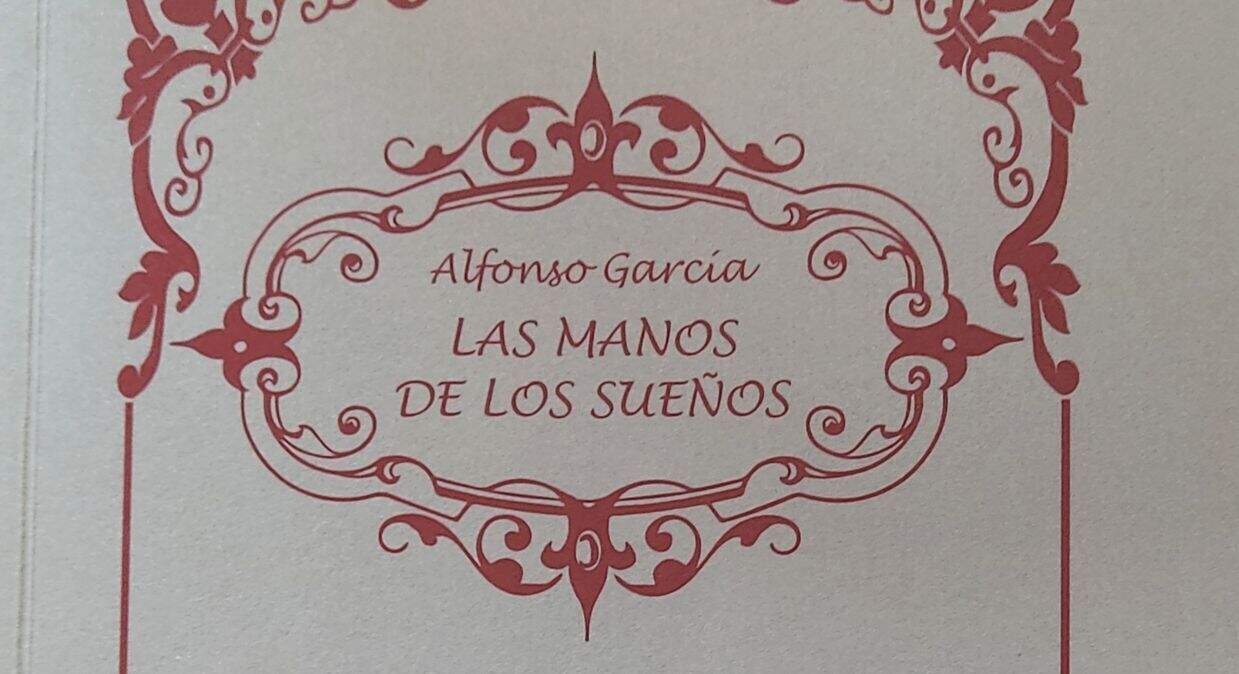 Alfonso García
LAS MANOS
DE LOS SUEÑOS